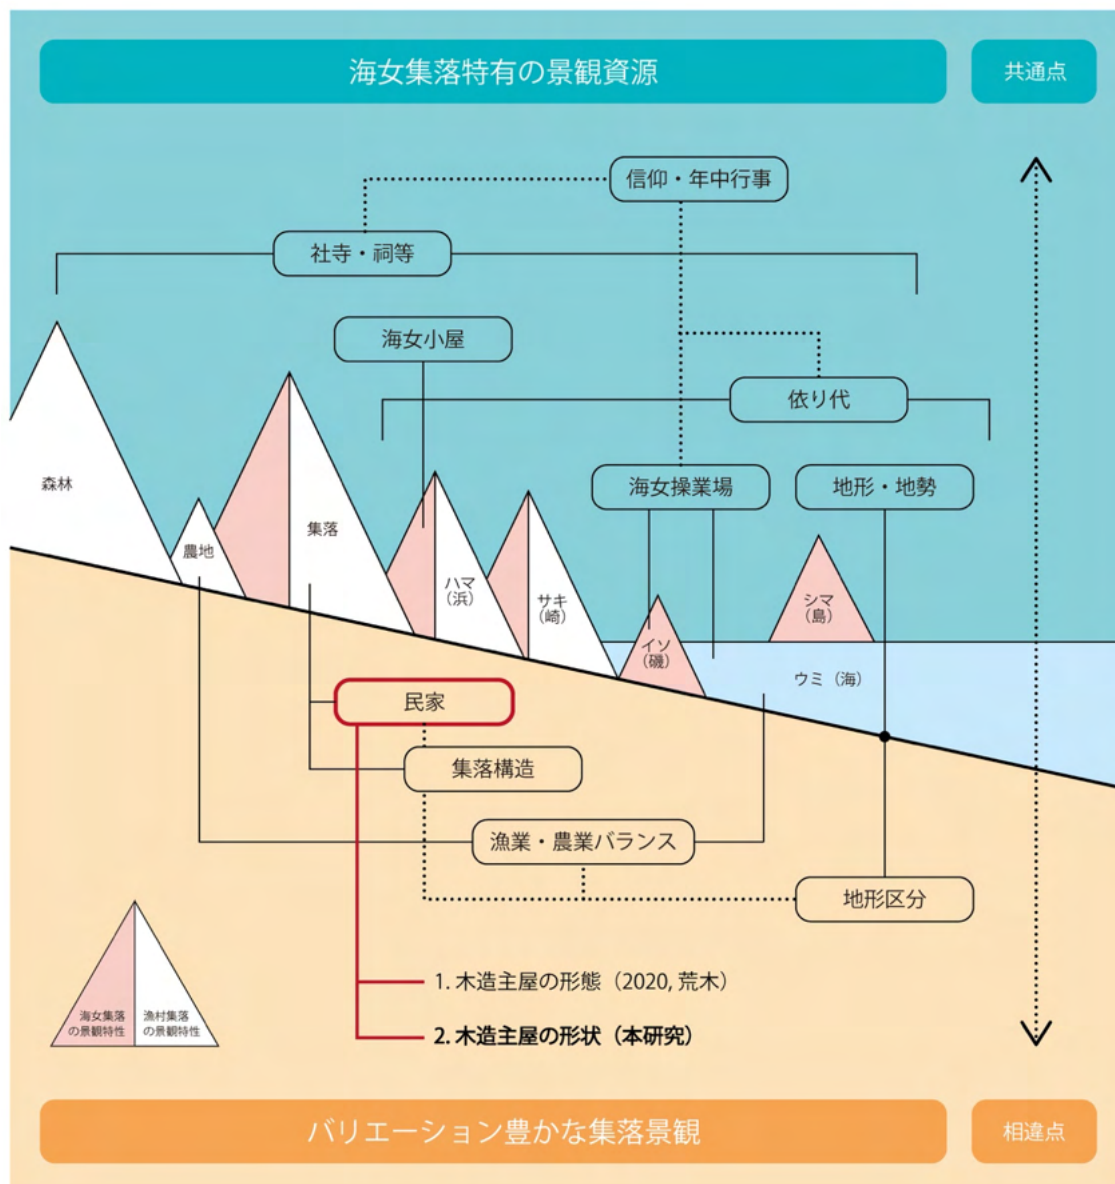 海女集落特有の景観資源
共通点
信仰・年中行事
社寺・祠等
海女小屋
依り代
海女操業場
地形・地勢
森林
農地
集落
ハマ
（浜）
サキ
（崎）
イソ
（磯）
シマ
（島）
ウミ（海）
民家
集落構造
漁業・農業バランス
地形区分
海女集落
の景観特性
漁村集落
の景観特性
1. 木造主屋の形態（2020, 荒木）
2. 木造主屋の形状（本研究）
バリエーション豊かな集落景観
相違点